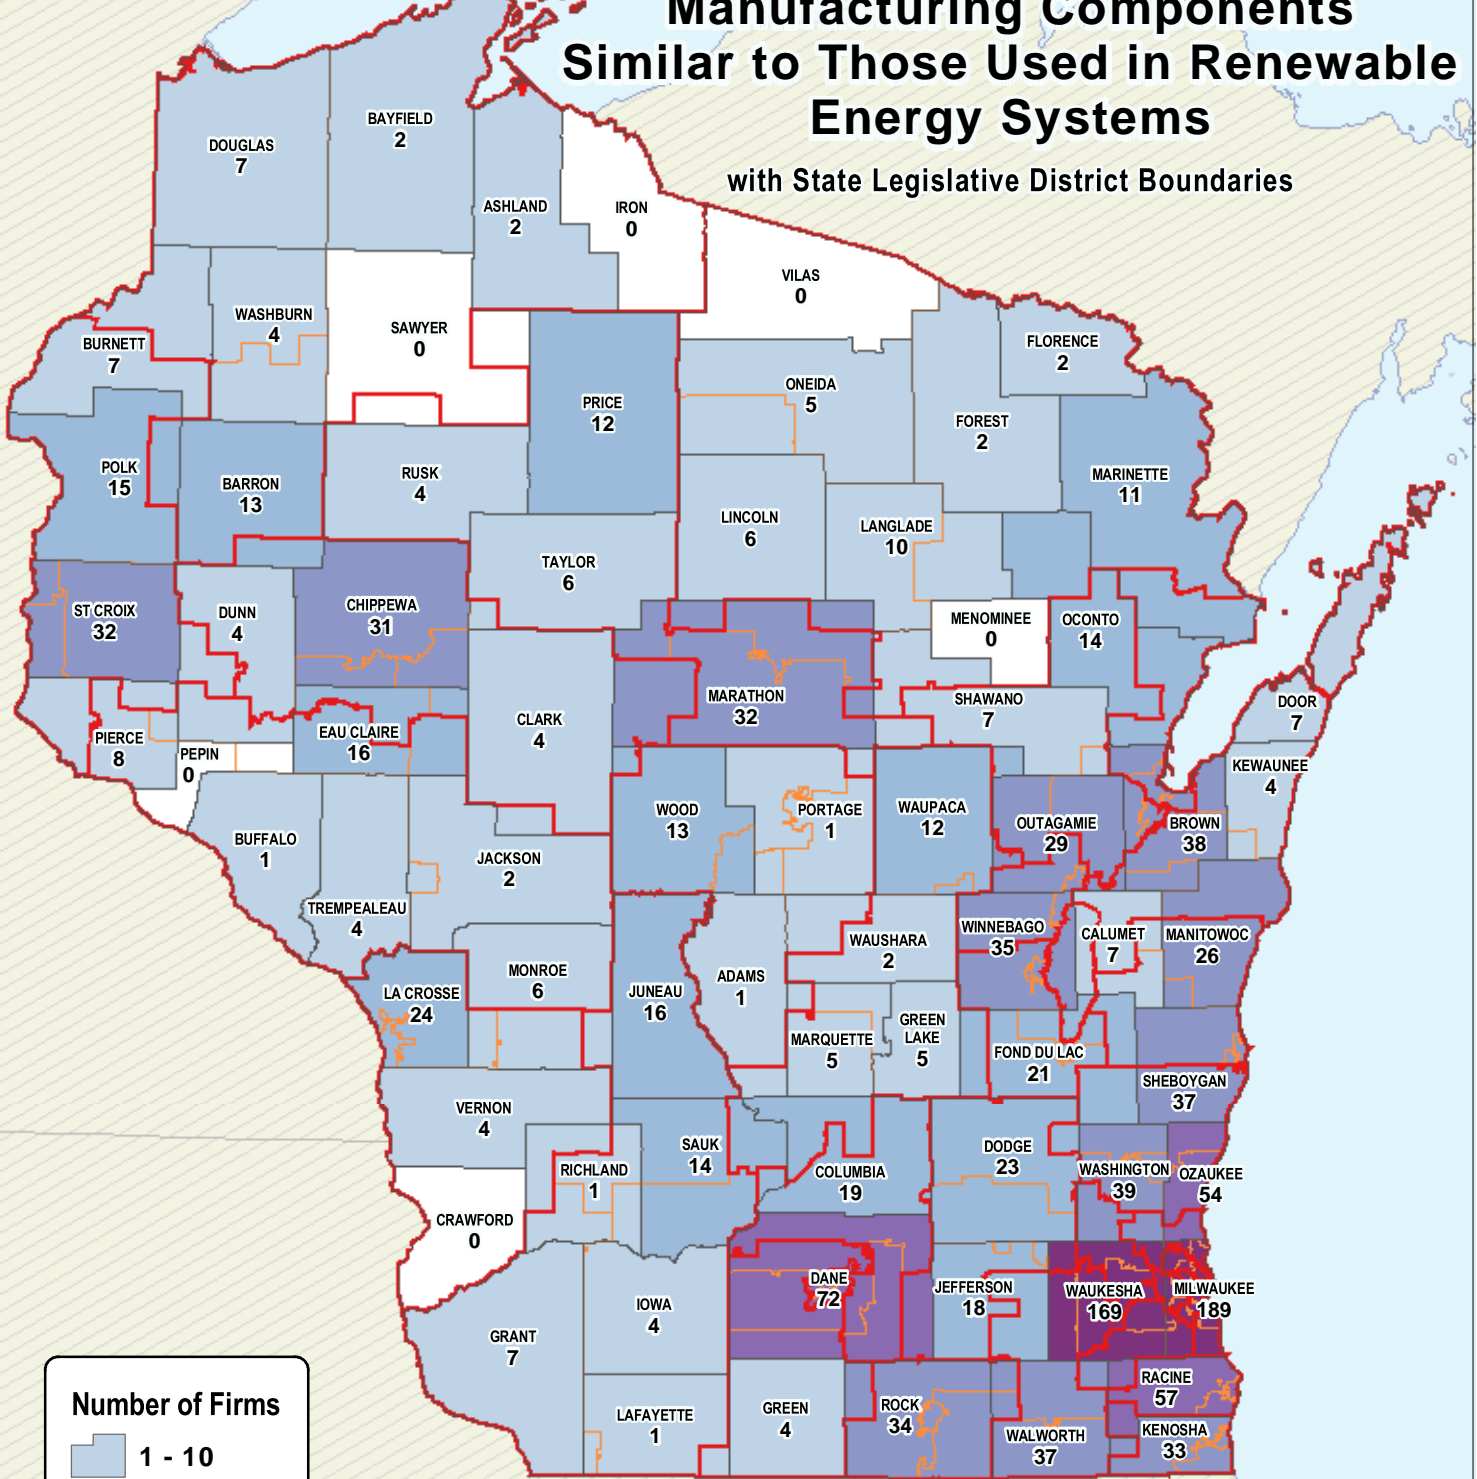 Manufacturing Components
Similar to Those Used in Renewable
Energy Systems
with State Legislative District Boundaries
DOUGLAS
7
BAYFIELD
2
ASHLAND
2
IRON
0
VILAS
0
WASHBURN
4
SAWYER
0
BURNETT
7
FLORENCE
2
PRICE
12
ONEIDA
5
FOREST
2
POLK
15
BARRON
13
RUSK
4
MARINETTE
11
LINCOLN
6
LANGLADE
10
TAYLOR
6
ST CROIX
32
DUNN
4
CHIPPEWA
31
MENOMINEE
0
OCONTO
14
MARATHON
32
SHAWANO
7
DOOR
7
PIERCE
8
PEPIN
0
EAU CLAIRE
16
CLARK
4
KEWAUNEE
4
WOOD
13
PORTAGE
1
WAUPACA
12
OUTAGAMIE
29
BROWN
38
BUFFALO
1
JACKSON
2
TREMPEALEAU
4
WAUSHARA
2
WINNEBAGO
35
CALUMET
7
MANITOWOC
26
LA CROSSE
24
MONROE
6
JUNEAU
16
ADAMS
1
MARQUETTE
5
GREEN
LAKE
5
FOND DU LAC
21
SHEBOYGAN
37
VERNON
4
RICHLAND
1
SAUK
14
COLUMBIA
19
DODGE
23
WASHINGTON
39
OZAUKEE
54
CRAWFORD
0
DANE
72
JEFFERSON
18
WAUKESHA
169
MILWAUKEE
189
IOWA
4
GRANT
7
RACINE
57
LAFAYETTE
1
GREEN
4
ROCK
34
WALWORTH
37
KENOSHA
33
Number of Firms
1 - 10